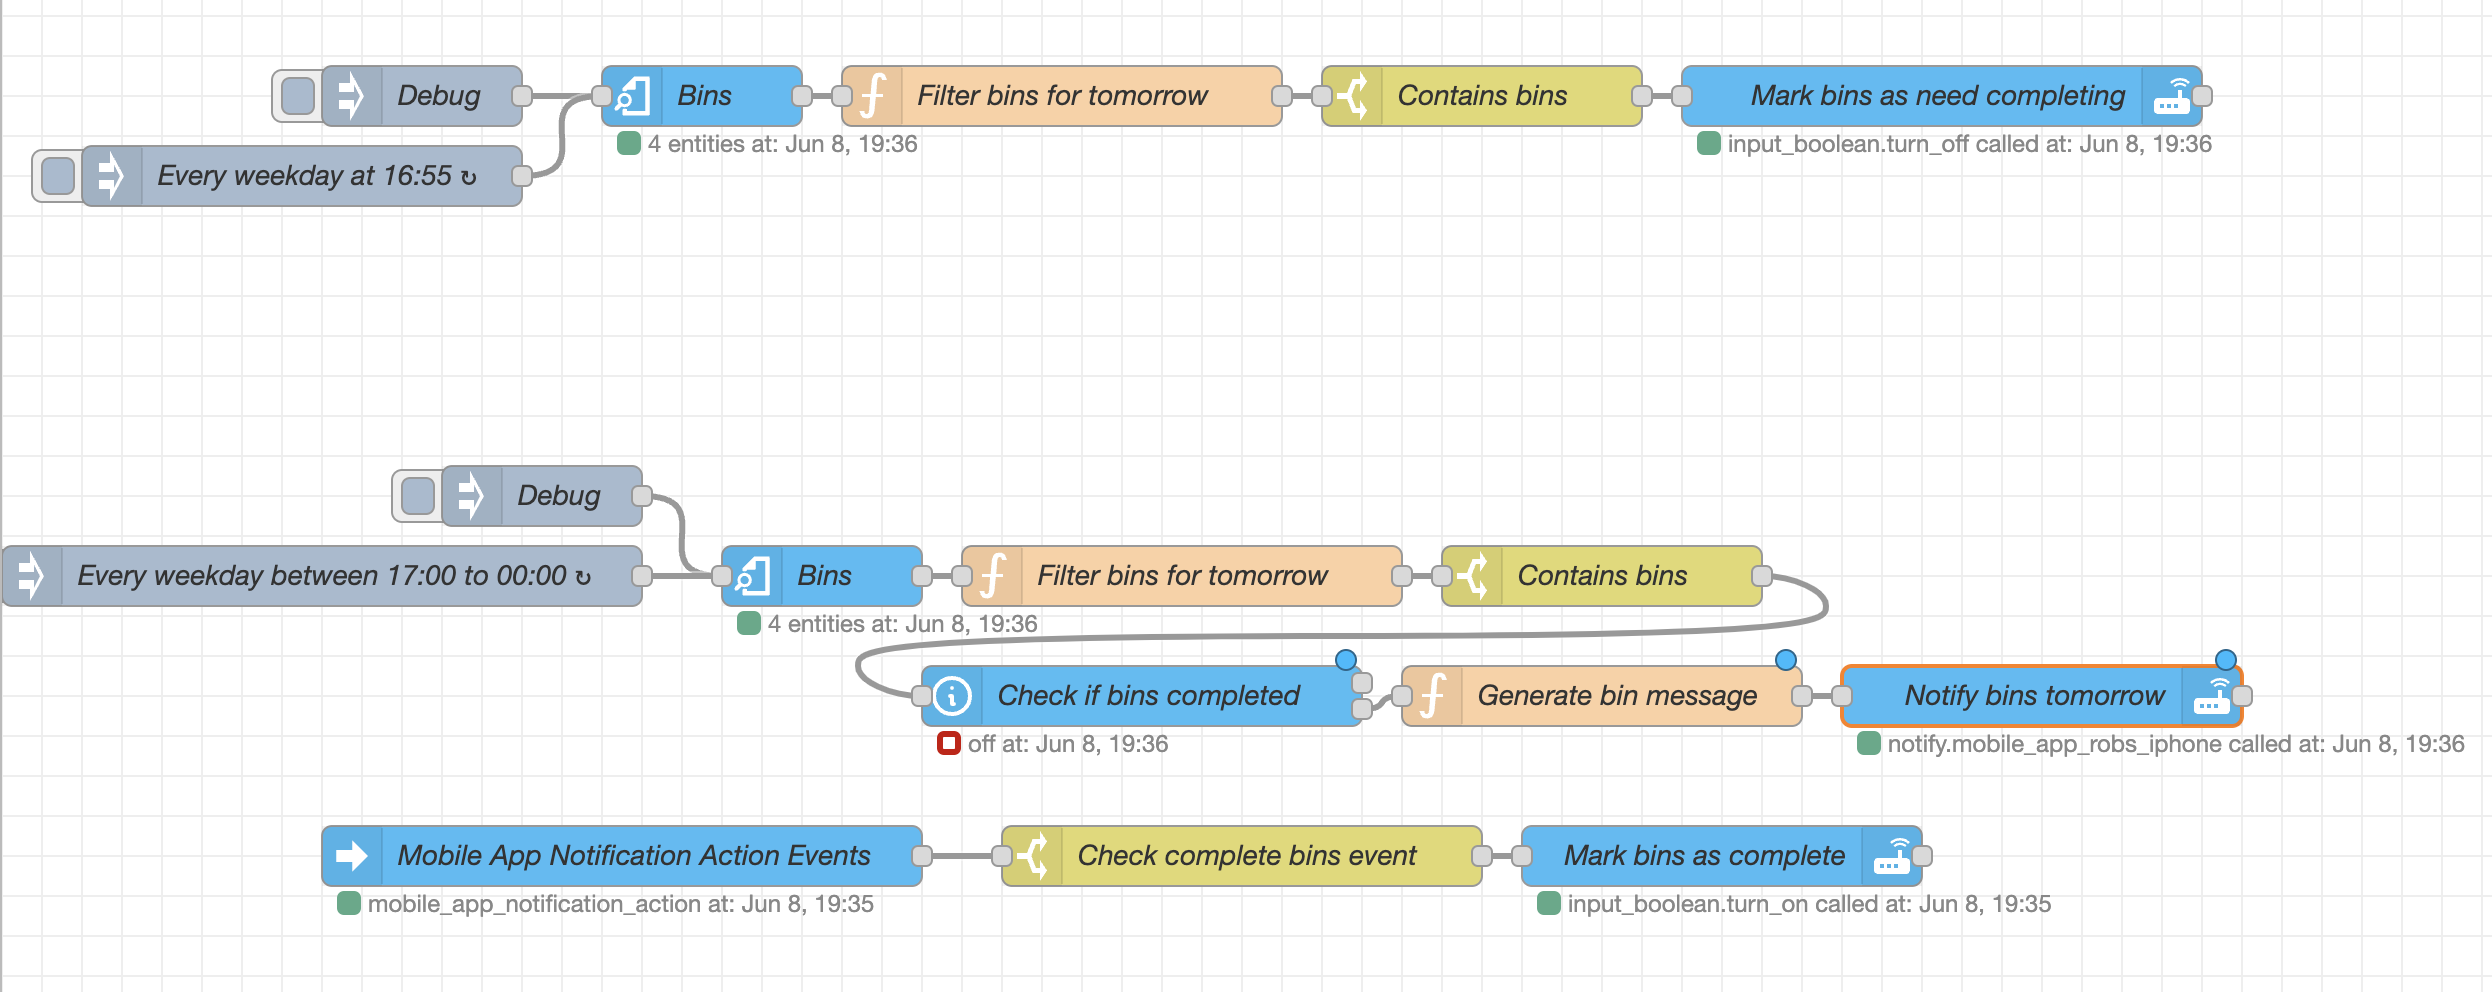 Debug
Bins
Filter bins for tomorrow
Contains bins
Mark bins as need completing
4 entities at: Jun 8, 19:36
input_boolean.turn_off called at: Jun 8, 19:36
Every weekday at 16:55 ↻
Debug
Every weekday between 17:00 to 00:00 ↻
Bins
Filter bins for tomorrow
Contains bins
4 entities at: Jun 8, 19:36
Check if bins completed
Generate bin message
Notify bins tomorrow
off at: Jun 8, 19:36
notify.mobile_app_robs_iphone called at: Jun 8, 19:36
Mobile App Notification Action Events
Check complete bins event
Mark bins as complete
mobile_app_notification_action at: Jun 8, 19:35
input_boolean.turn_on called at: Jun 8, 19:35